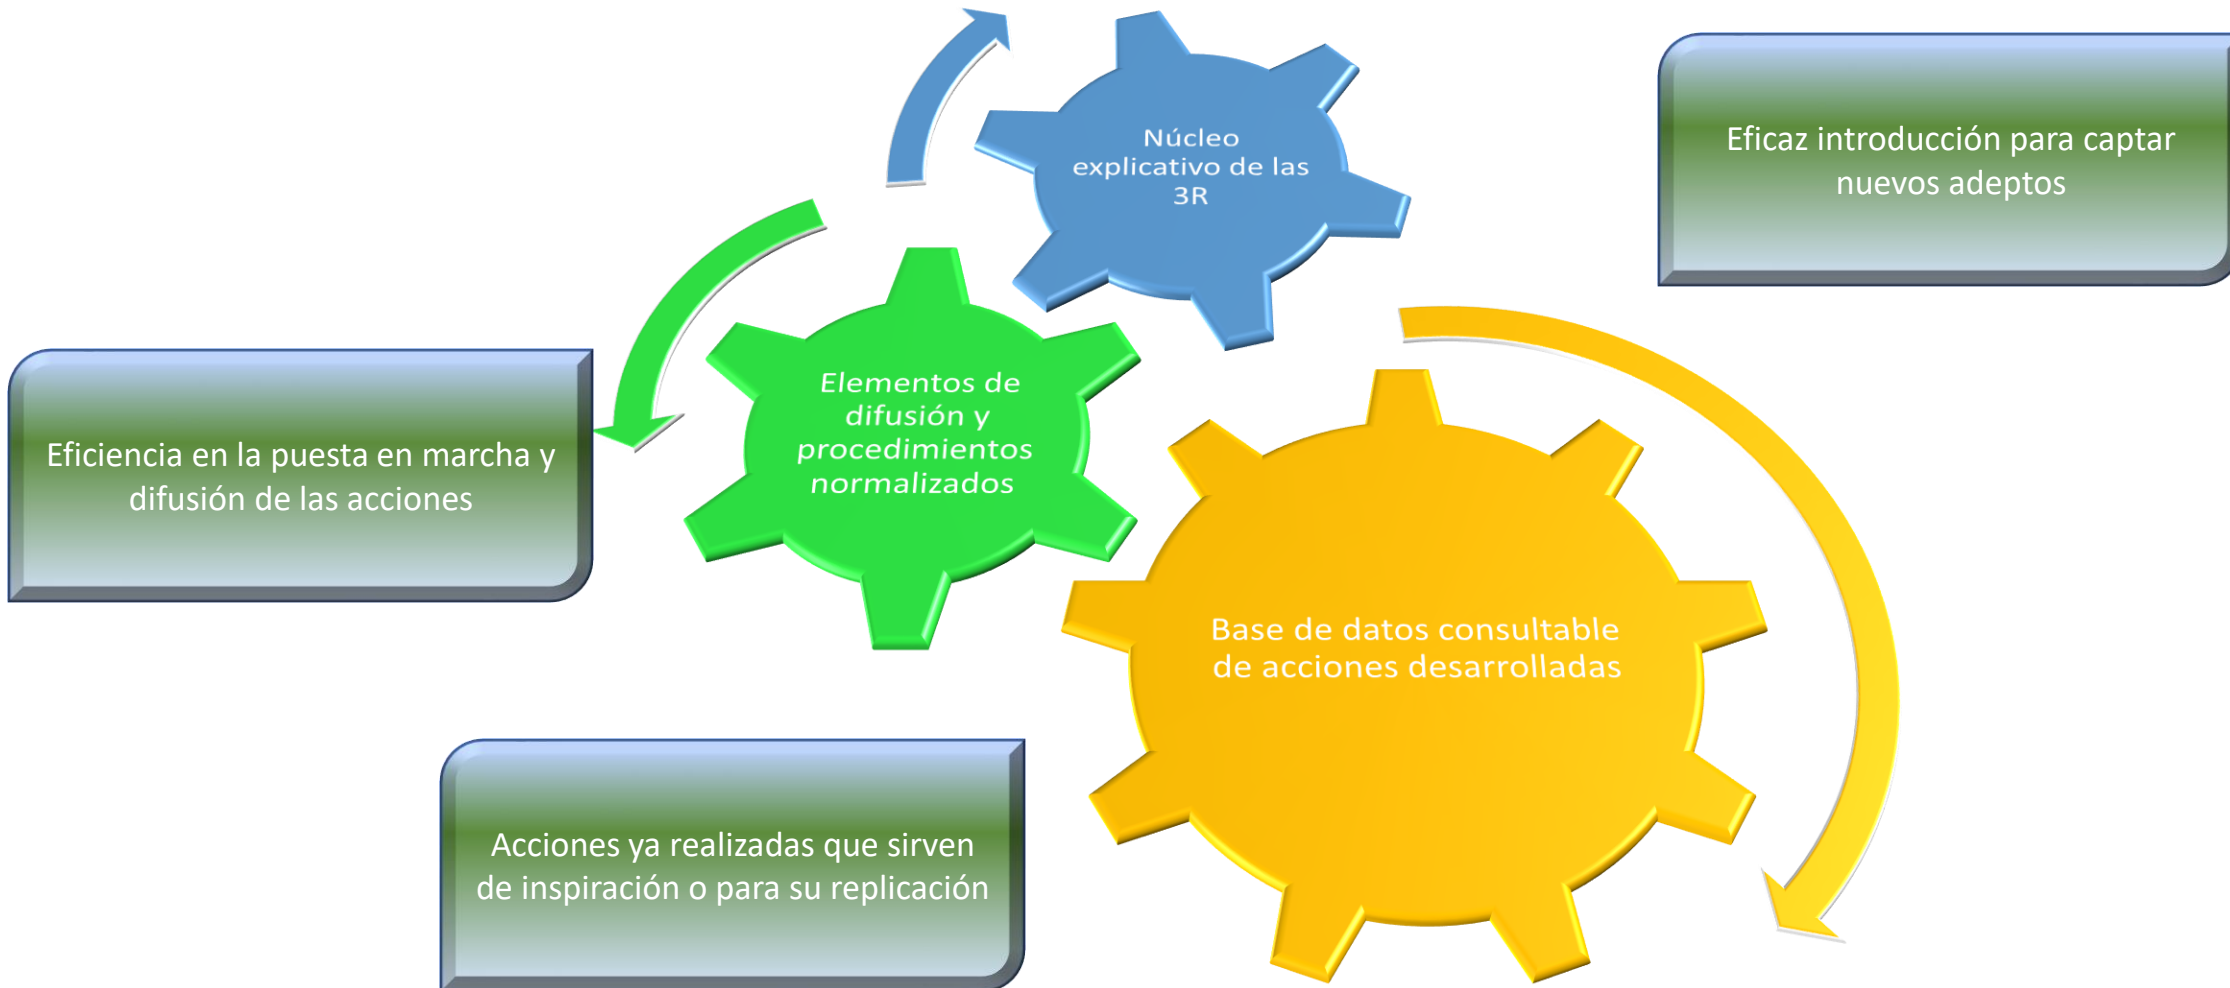 Núcleo
explicativo de las
3R
Eficaz introducción para captar
nuevos adeptos
Elementos de
difusión y
procedimientos
normalizados
Eficiencia en la puesta en marcha y
difusión de las acciones
Base de datos consultable
de acciones desarrolladas
Acciones ya realizadas que sirven
de inspiración o para su replicación